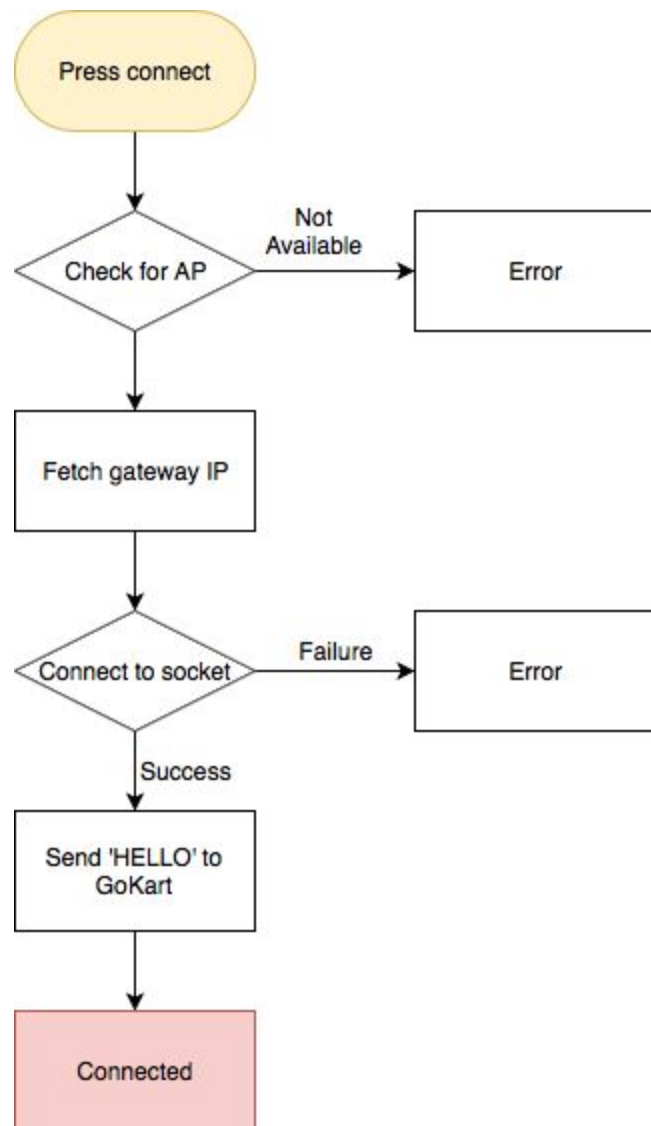 Press connect
Not
Available
Check for AP
Error
Fetch gateway IP
Failure
Connect to socket
Error
Success
Send 'HELLO' to
GoKart
Connected